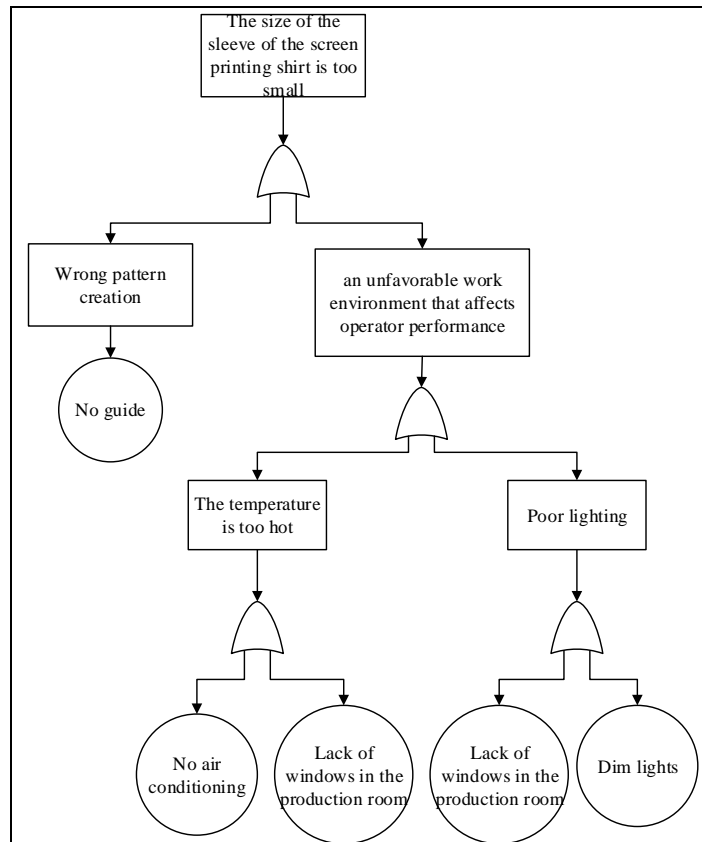 The size of the
sleeve of the screen
printing shirt is too
small
Wrong pattern
creation
an unfavorable work
environment that affects
operator performance
No guide
The temperature
is too hot
Poor lighting
No air
conditioning
Lack of
windows in the
production room
Lack of
windows in the
production room
Dim lights